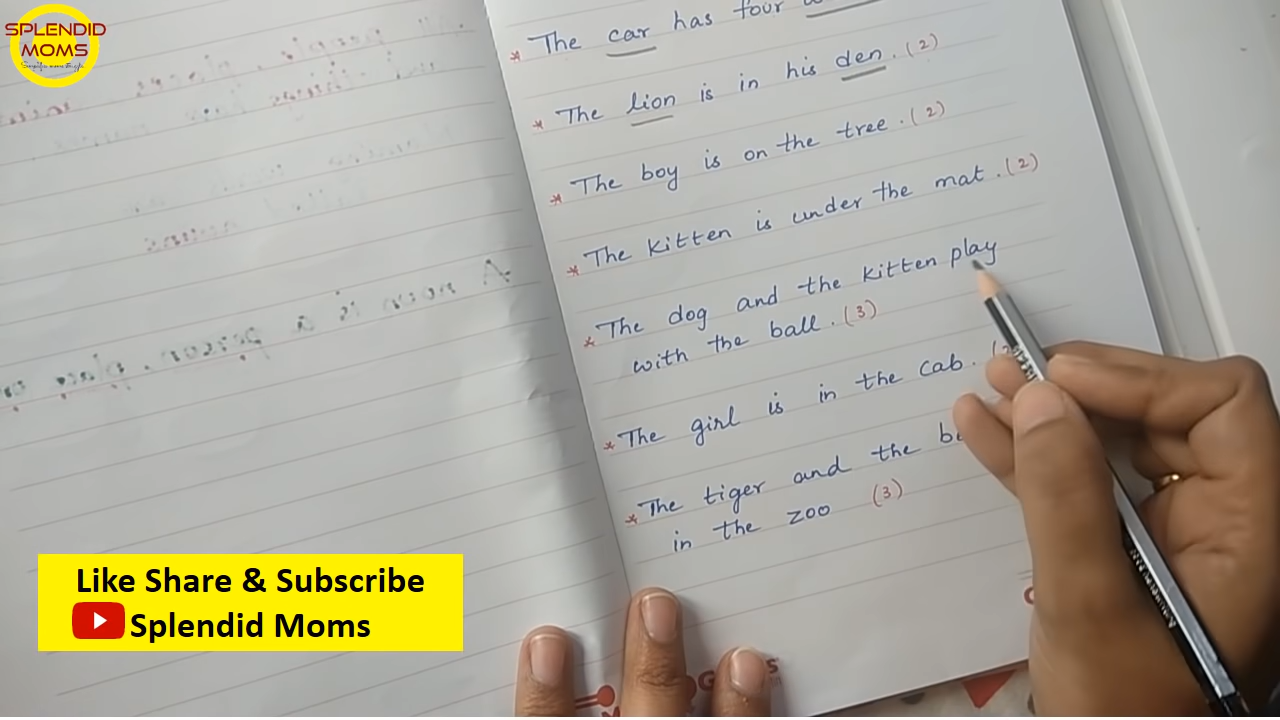 SPLENDID
MOMS
* The car has four
* The lion is in his den. (2)
* The boy is on the tree. (2)
* The kitten is under the mat. (2)
* The dog and the kitten play
with the ball. (3)
* The girl is in the cab.
* The tiger and the
in the zoo (3)
Like Share & Subscribe
Splendid Moms